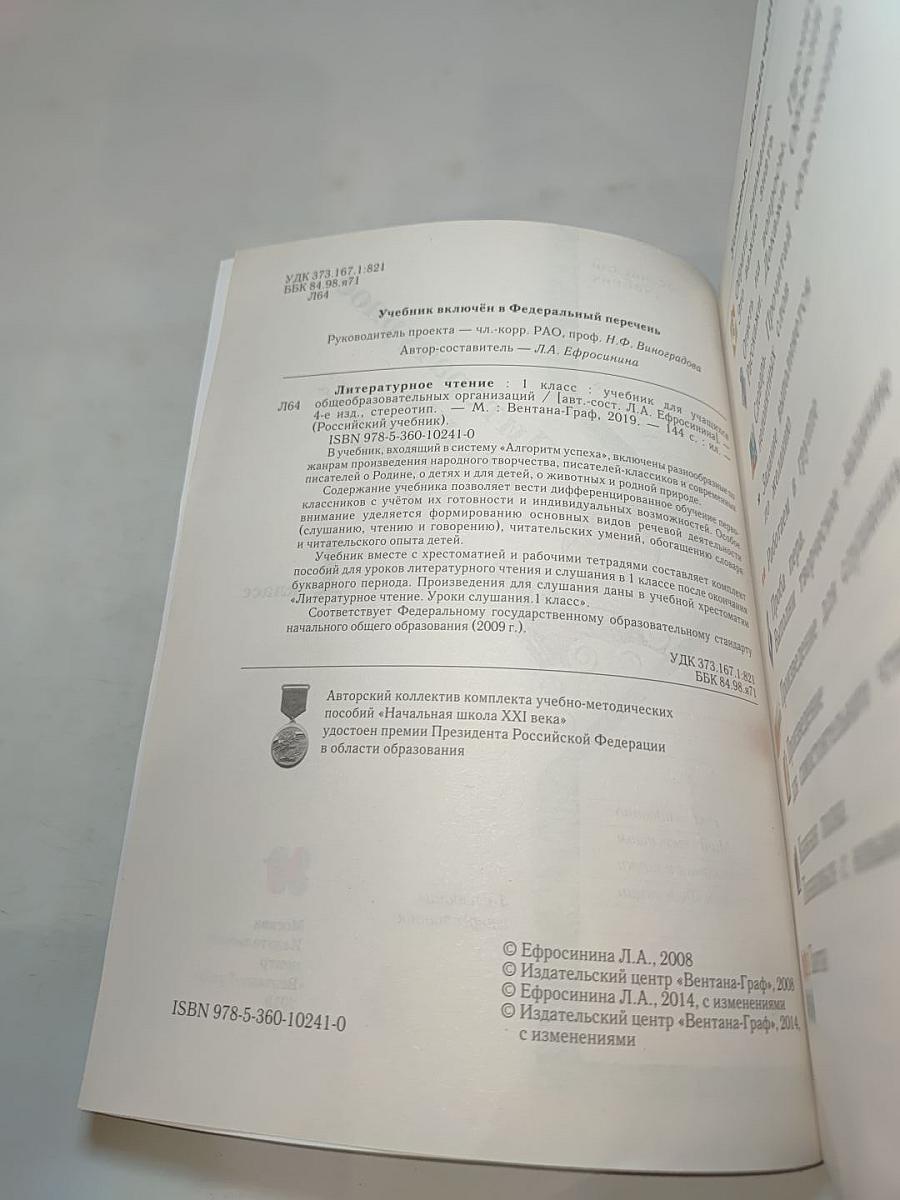 УДК 373.167.1:821
ББК 84.98.я71
Л64
Учебник включён в Федеральный перечень
Руководитель проекта — чл.-корр. РАО, проф. Н.Ф. Виноградова
Автор-составитель — Л.А. Ефросинина
Литературное чтение : 1 класс : учебник для учащихся
Л64 общеобразовательных организаций / [авт.-сост. Л.А. Ефросинина]. —
4-е изд., стереотип. — М. : Вентана-Граф, 2019. — 144 с. : ил. —
(Российский учебник).
ISBN 978-5-360-10241-0
В учебник, входящий в систему «Алгоритм успеха», включены разнообразные по
жанрам произведения народного творчества, писателей-классиков и современных
писателей о Родине, о детях и для детей, о животных и родной природе.
Содержание учебника позволяет вести дифференцированное обучение перво-
классников с учётом их готовности и индивидуальных возможностей. Особое
внимание уделяется формированию основных видов речевой деятельности
(слушанию, чтению и говорению), читательских умений, обогащению словаря
и читательского опыта детей.
Учебник вместе с хрестоматией и рабочими тетрадями составляет комплект
пособий для уроков литературного чтения и слушания в 1 классе после окончания
букварного периода. Произведения для слушания даны в учебной хрестоматии
«Литературное чтение. Уроки слушания.1 класс».
Соответствует Федеральному государственному образовательному стандарту
начального общего образования (2009 г.).
УДК 373.167.1:821
ББК 84.98.я71
Авторский коллектив комплекта учебно-методических
пособий «Начальная школа XXI века»
удостоен премии Президента Российской Федерации
в области образования
© Ефросинина Л.А., 2008
© Издательский центр «Вентана-Граф», 2008
© Ефросинина Л.А., 2014, с изменениями
© Издательский центр «Вентана-Граф», 2014,
с изменениями
ISBN 978-5-360-10241-0